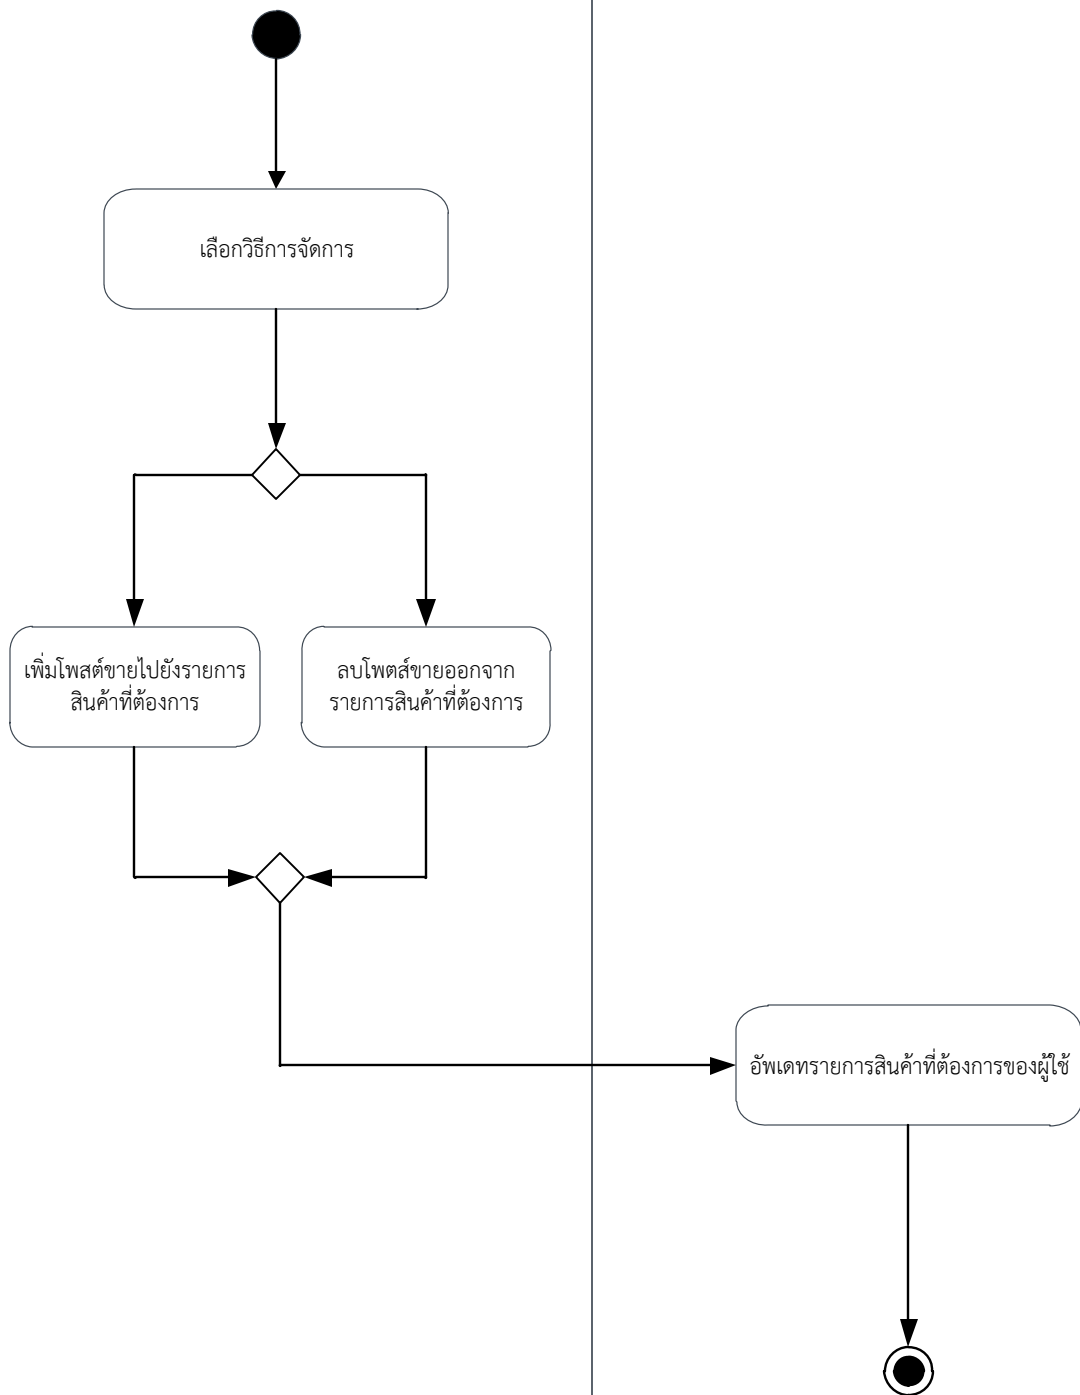 เลือกวิธีการจัดการ
เพิ่มโพสต์ขายไปยังรายการ
สินค้าที่ต้องการ
ลบโพตส์ขายออกจาก
รายการสินค้าที่ต้องการ
อัพเดทรายการสินค้าที่ต้องการของผู้ใช้